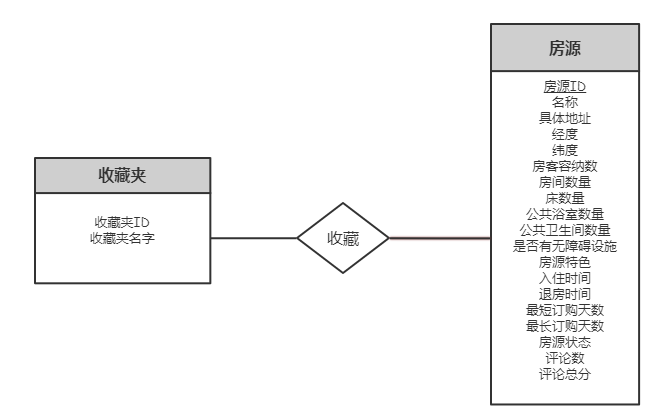 收藏夹
收藏夹ID
收藏夹名字
收藏
房源
房源ID
名称
具体地址
经度
纬度
房客容纳数
房间数量
床数量
公共浴室数量
公共卫生间数量
是否有无障碍设施
房源特色
入住时间
退房时间
最短订购天数
最长订购天数
房源状态
评论数
评论总分